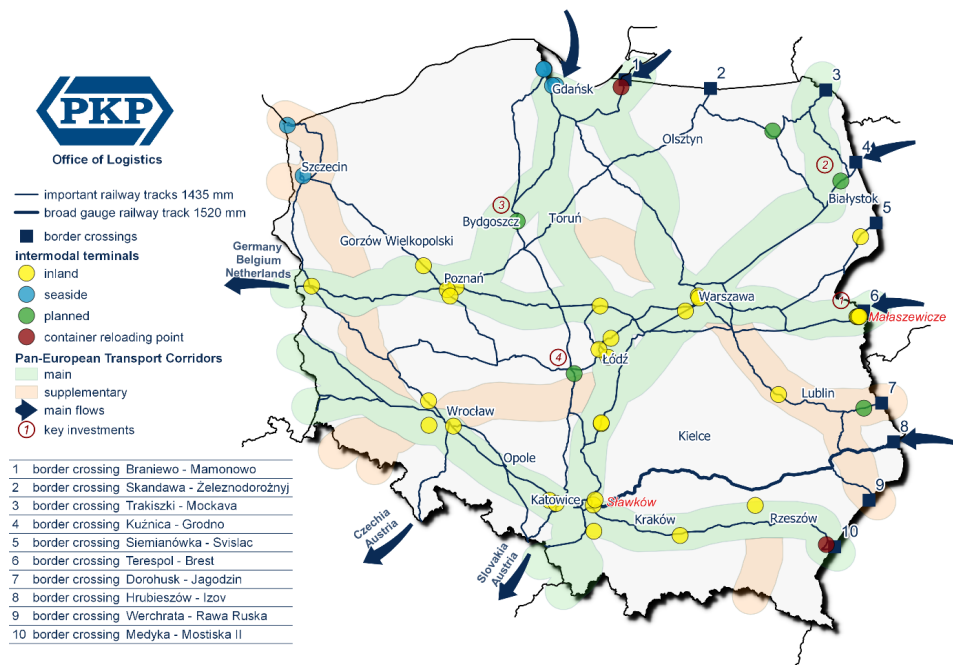 PKP
Office of Logistics
important railway tracks 1435 mm
broad gauge railway track 1520 mm
border crossings
intermodal terminals
inland
seaside
planned
container reloading point
Pan-European Transport Corridors
main
supplementary
main flows
1 key investments
1 border crossing Braniewo - Mamonowo
2 border crossing Skandawa - Żeleznodorożnyj
3 border crossing Trakiszki - Mockava
4 border crossing Kuźnica - Grodno
5 border crossing Siemianówka - Svislac
6 border crossing Terespol - Brest
7 border crossing Dorohusk - Jagodzin
8 border crossing Hrubieszów - Izov
9 border crossing Werchrata - Rawa Ruska
10 border crossing Medyka - Mostiska II
1
2
3
Gdańsk
Olsztyn
4
2
Szczecin
Białystok
3
Bydgoszcz
Toruń
5
Gorzów Wielkopolski
Germany
Belgium
Netherlands
Poznań
Warszawa
1
6
Małaszewicze
4
Łódź
Lublin
7
Wrocław
Kielce
8
Opole
Katowice
Sławków
9
Kraków
Rzeszów
10
Czechia
Austria
Slovakia
Austria